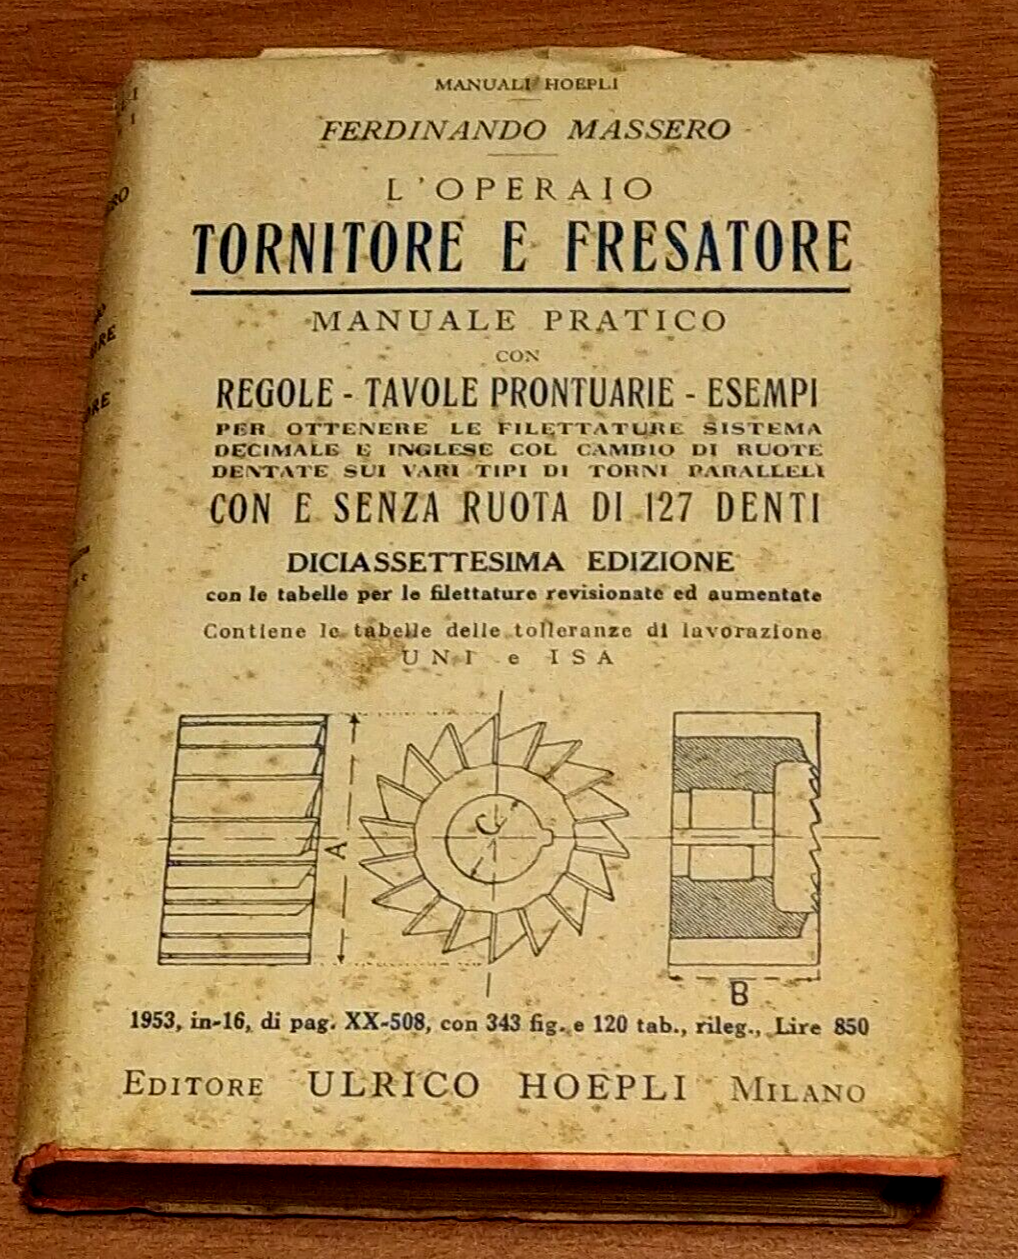 MANUALI HOEPLI
FERDINANDO MASSERO
L'OPERAIO
TORNITORE E FRESATORE
MANUALE PRATICO
CON
REGOLE - TAVOLE PRONTUARIE - ESEMPI
PER OTTENERE LE FILETTATURE SISTEMA
DECIMALE E INGLESE COL CAMBIO DI RUOTE
DENTATE SUI VARI TIPI DI TORNI PARALLELI
CON E SENZA RUOTA DI 127 DENTI
DICIASSETTESIMA EDIZIONE
con le tabelle per le filettature revisionate ed aumentate
Contiene le tabelle delle tolleranze di lavorazione
UNI e ISA
A
C
B
1953, in-16, di pag. XX-508, con 343 fig. e 120 tab., rileg., Lire 850
EDITORE ULRICO HOEPLI MILANO